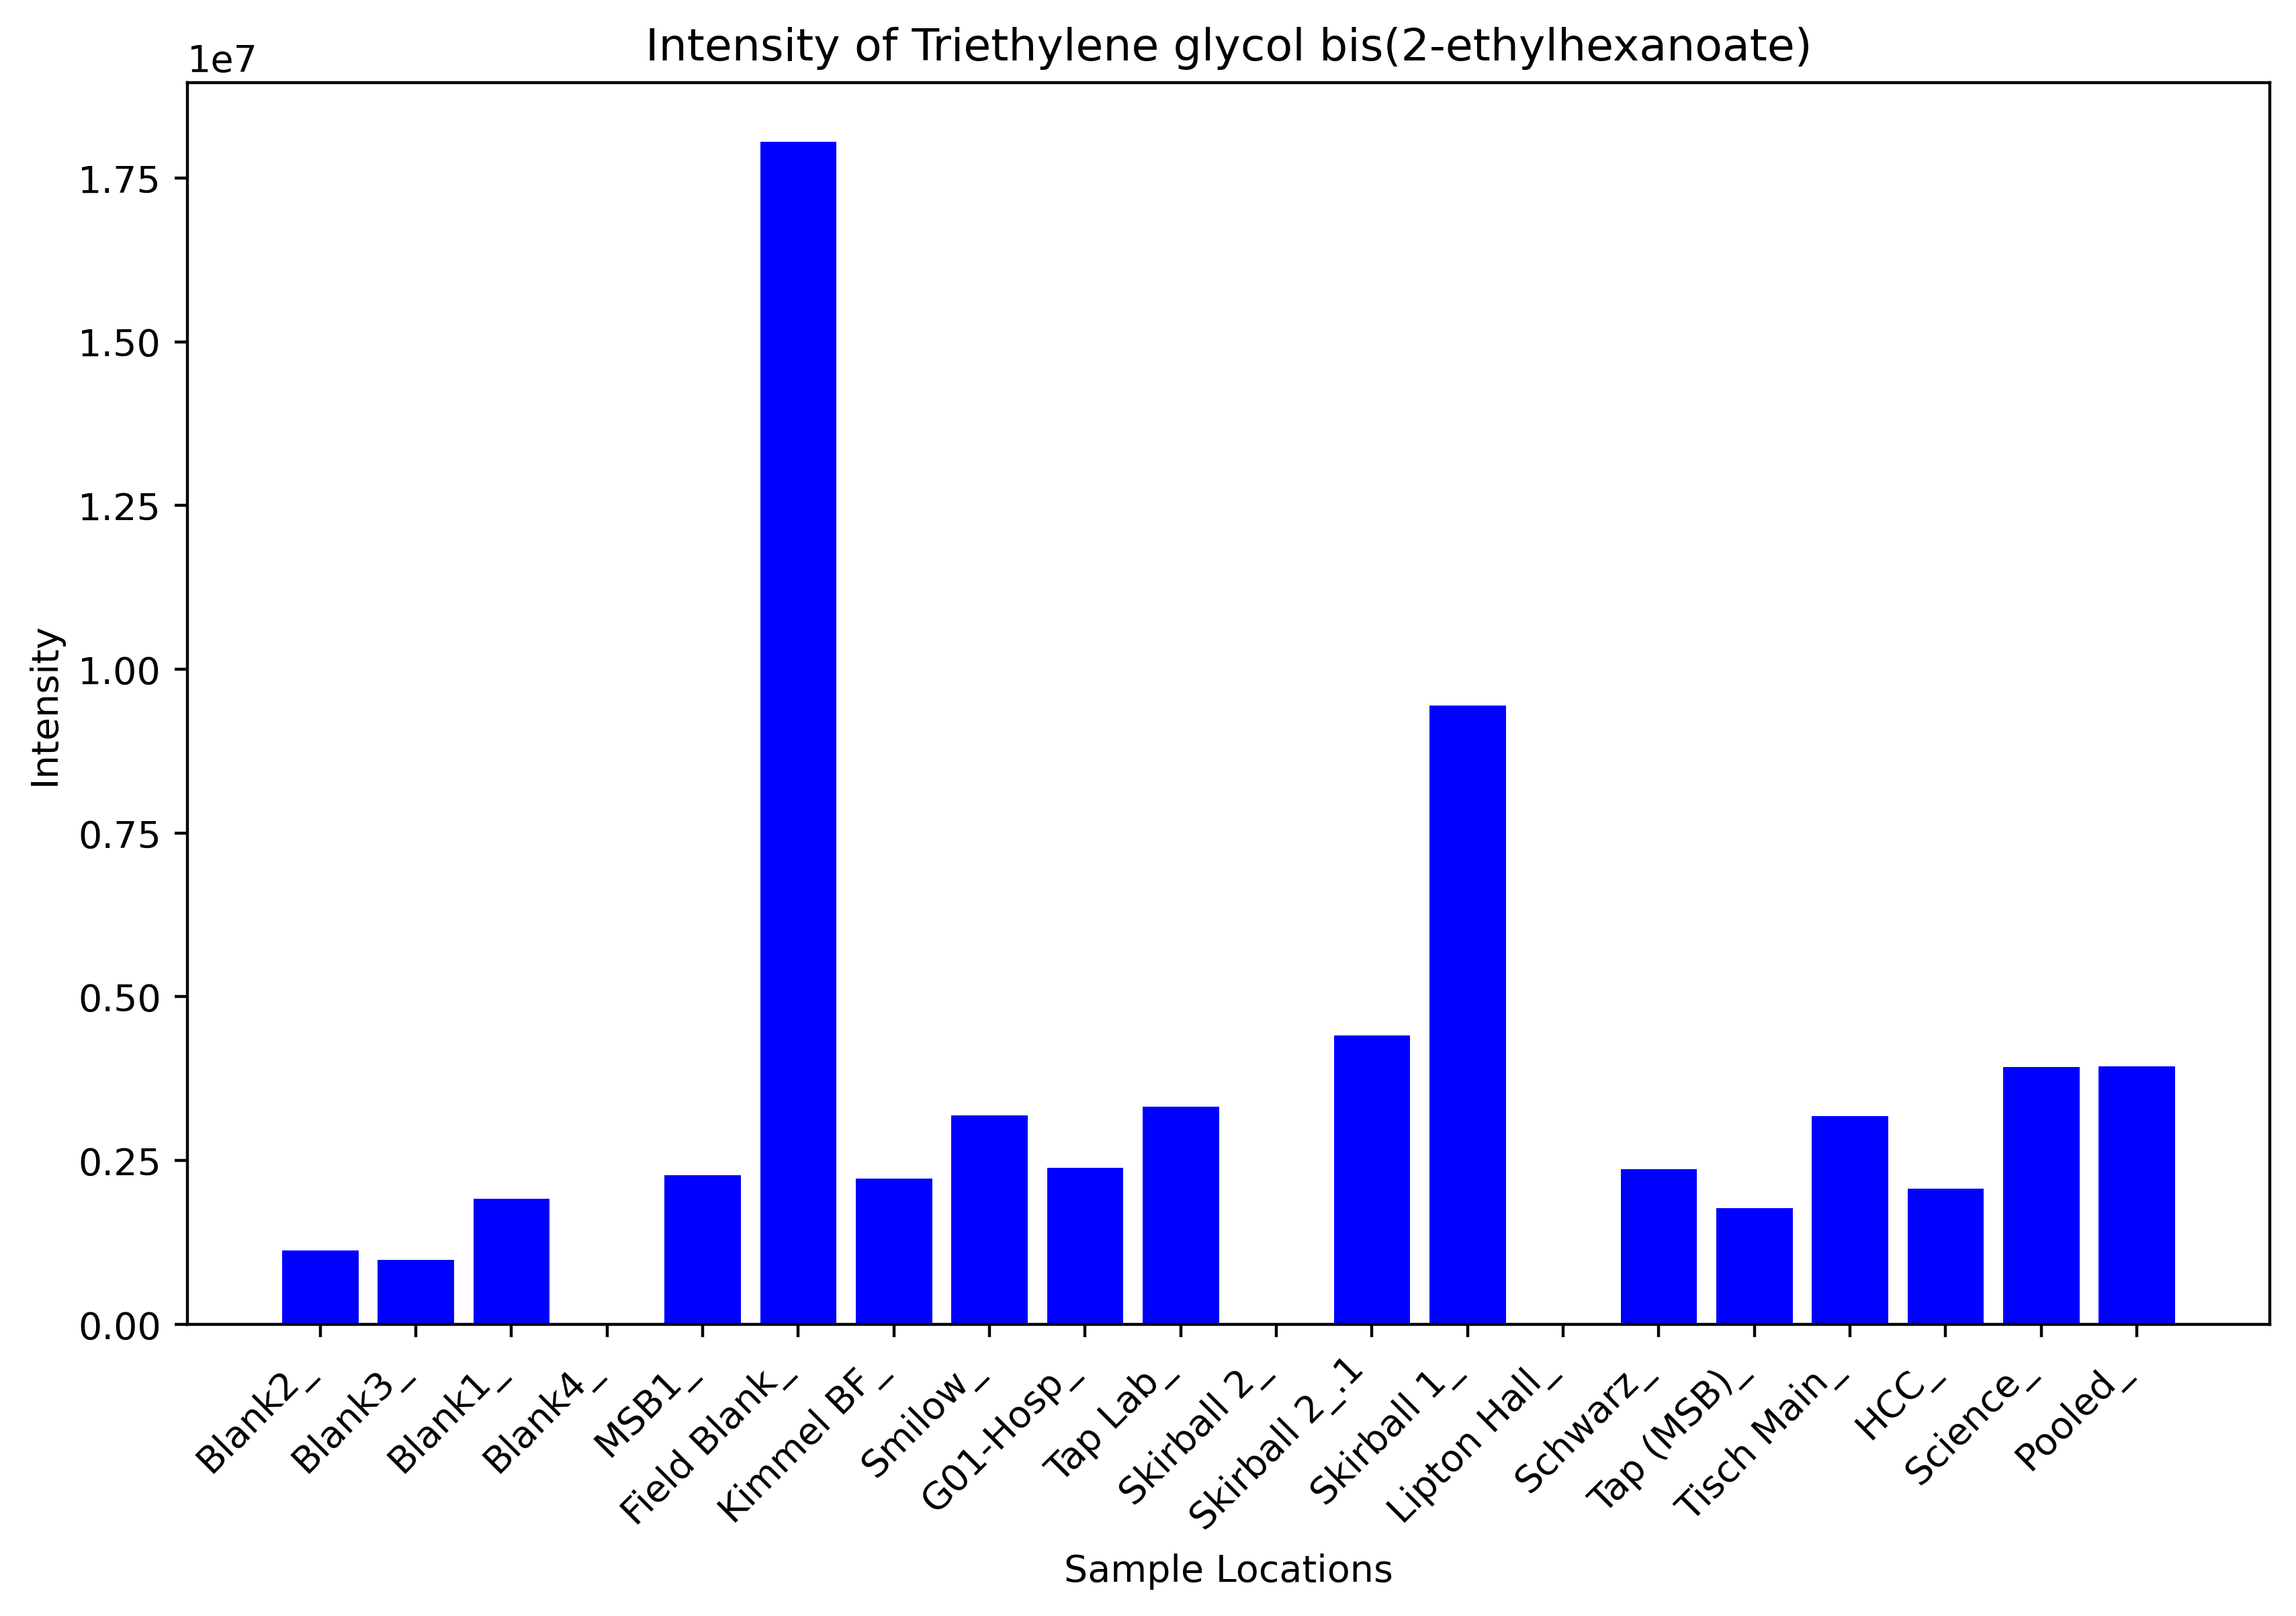 Intensity of Triethylene glycol bis(2-ethylhexanoate)
1e7
1.75
1.50
1.25
1.00
0.75
0.50
0.25
0.00
Intensity
Blank2_
Blank3_
Blank1_
Blank4_
MSB1_
Field Blank_
Kimmel BF_
Smilow_
G01-Hosp_
Tap Lab_
Skirball 2_
Skirball 2_.1
Skirball 1_
Lipton Hall_
Schwarz_
Tap (MSB)_
Tisch Main_
HCC_
Science_
Pooled_
Sample Locations